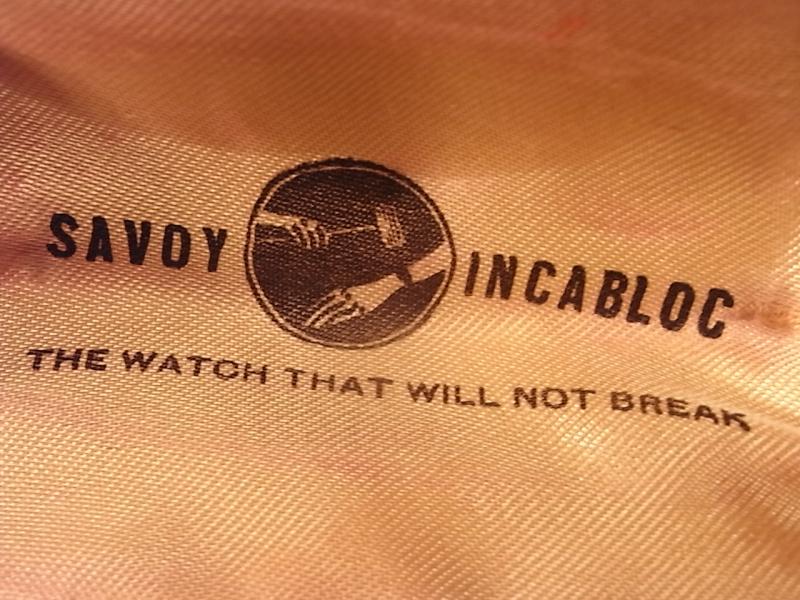 SAVOY INCABLOC
THE WATCH THAT WILL NOT BREAK